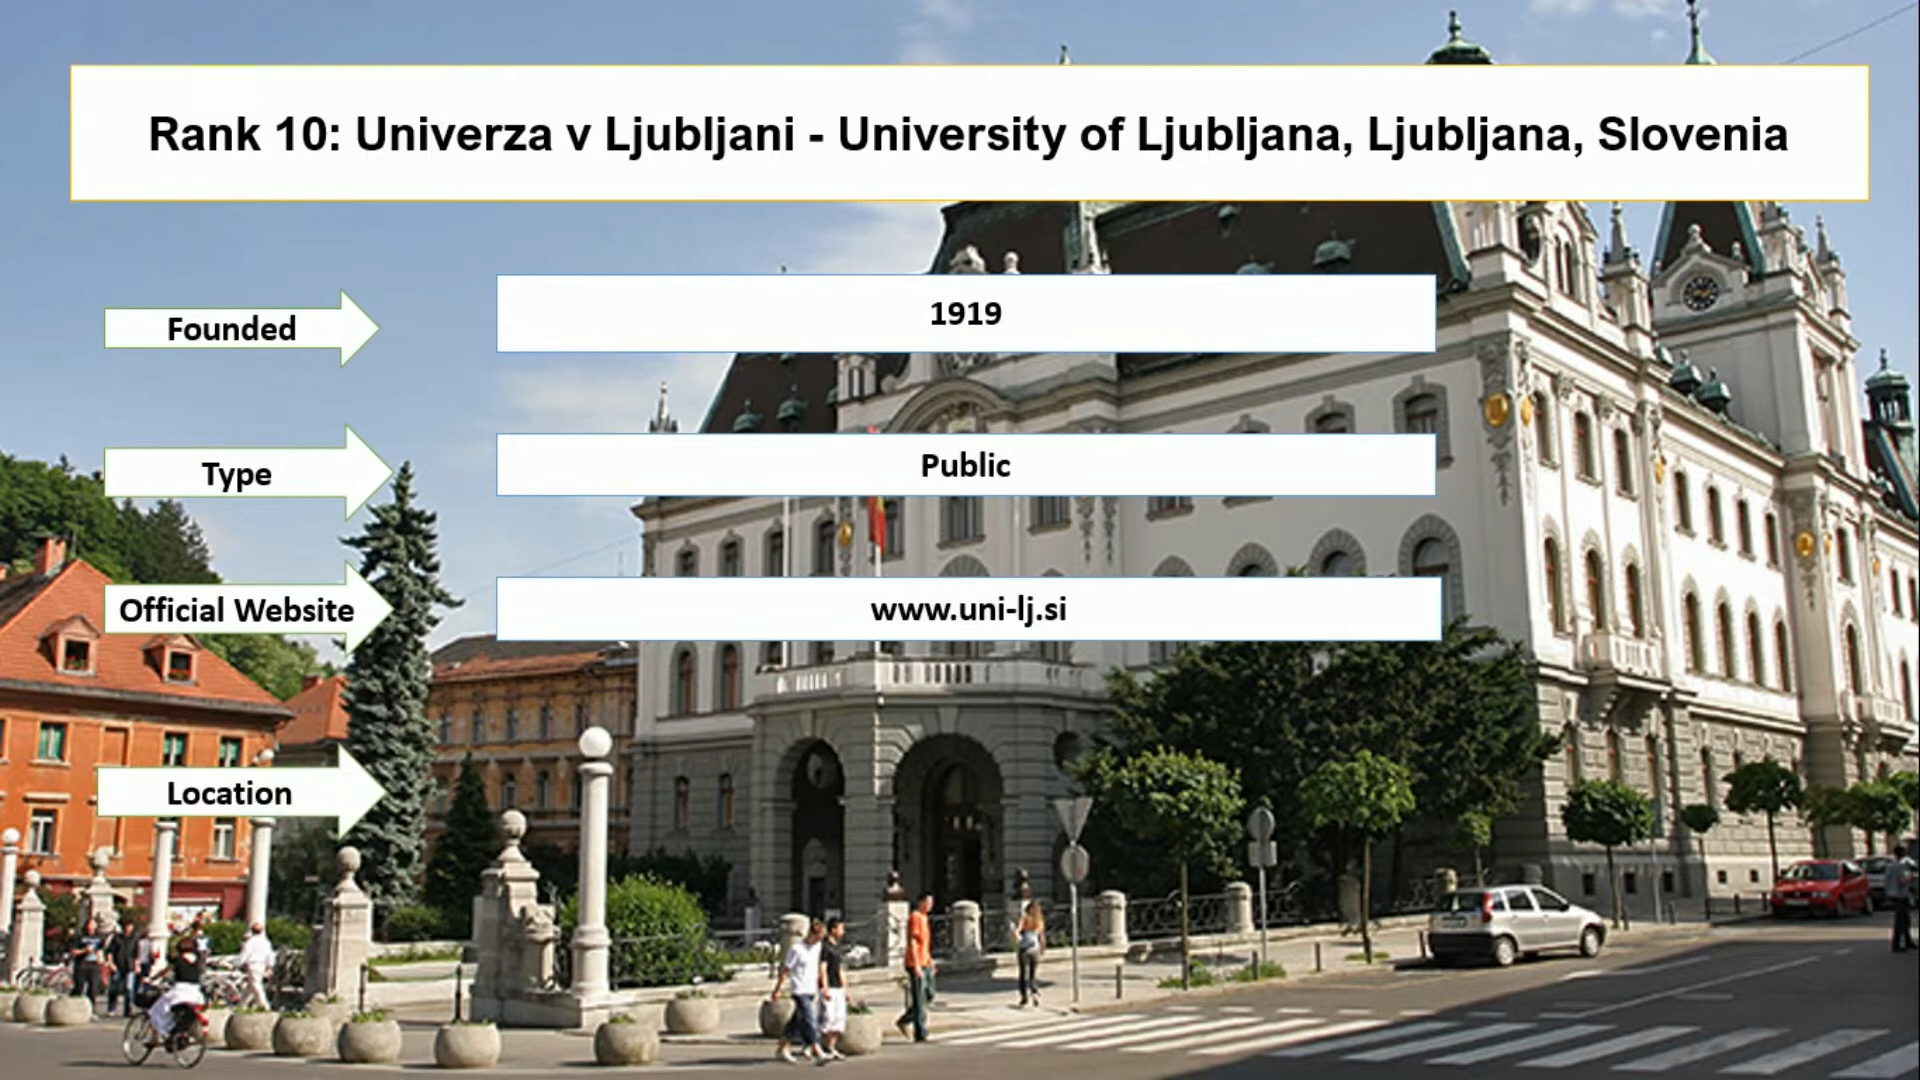 Rank 10: Univerza v Ljubljani - University of Ljubljana, Ljubljana, Slovenia
Founded
1919
Type
Public
Official Website
www.uni-lj.si
Location